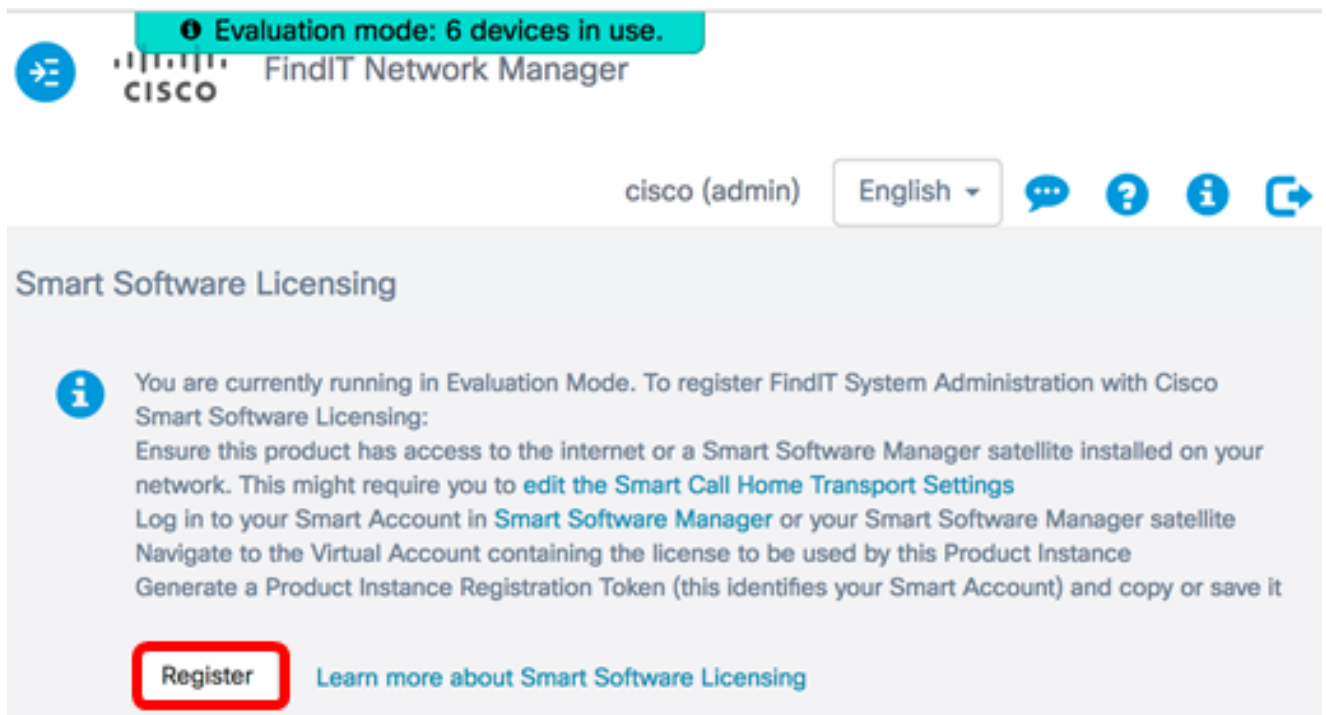 Evaluation mode: 6 devices in use.
CISCO
FindIT Network Manager
cisco (admin)
English
Smart Software Licensing
You are currently running in Evaluation Mode. To register FindIT System Administration with Cisco
Smart Software Licensing:
Ensure this product has access to the internet or a Smart Software Manager satellite installed on your
network. This might require you to edit the Smart Call Home Transport Settings
Log in to your Smart Account in Smart Software Manager or your Smart Software Manager satellite
Navigate to the Virtual Account containing the license to be used by this Product Instance
Generate a Product Instance Registration Token (this identifies your Smart Account) and copy or save it
Register
Learn more about Smart Software Licensing